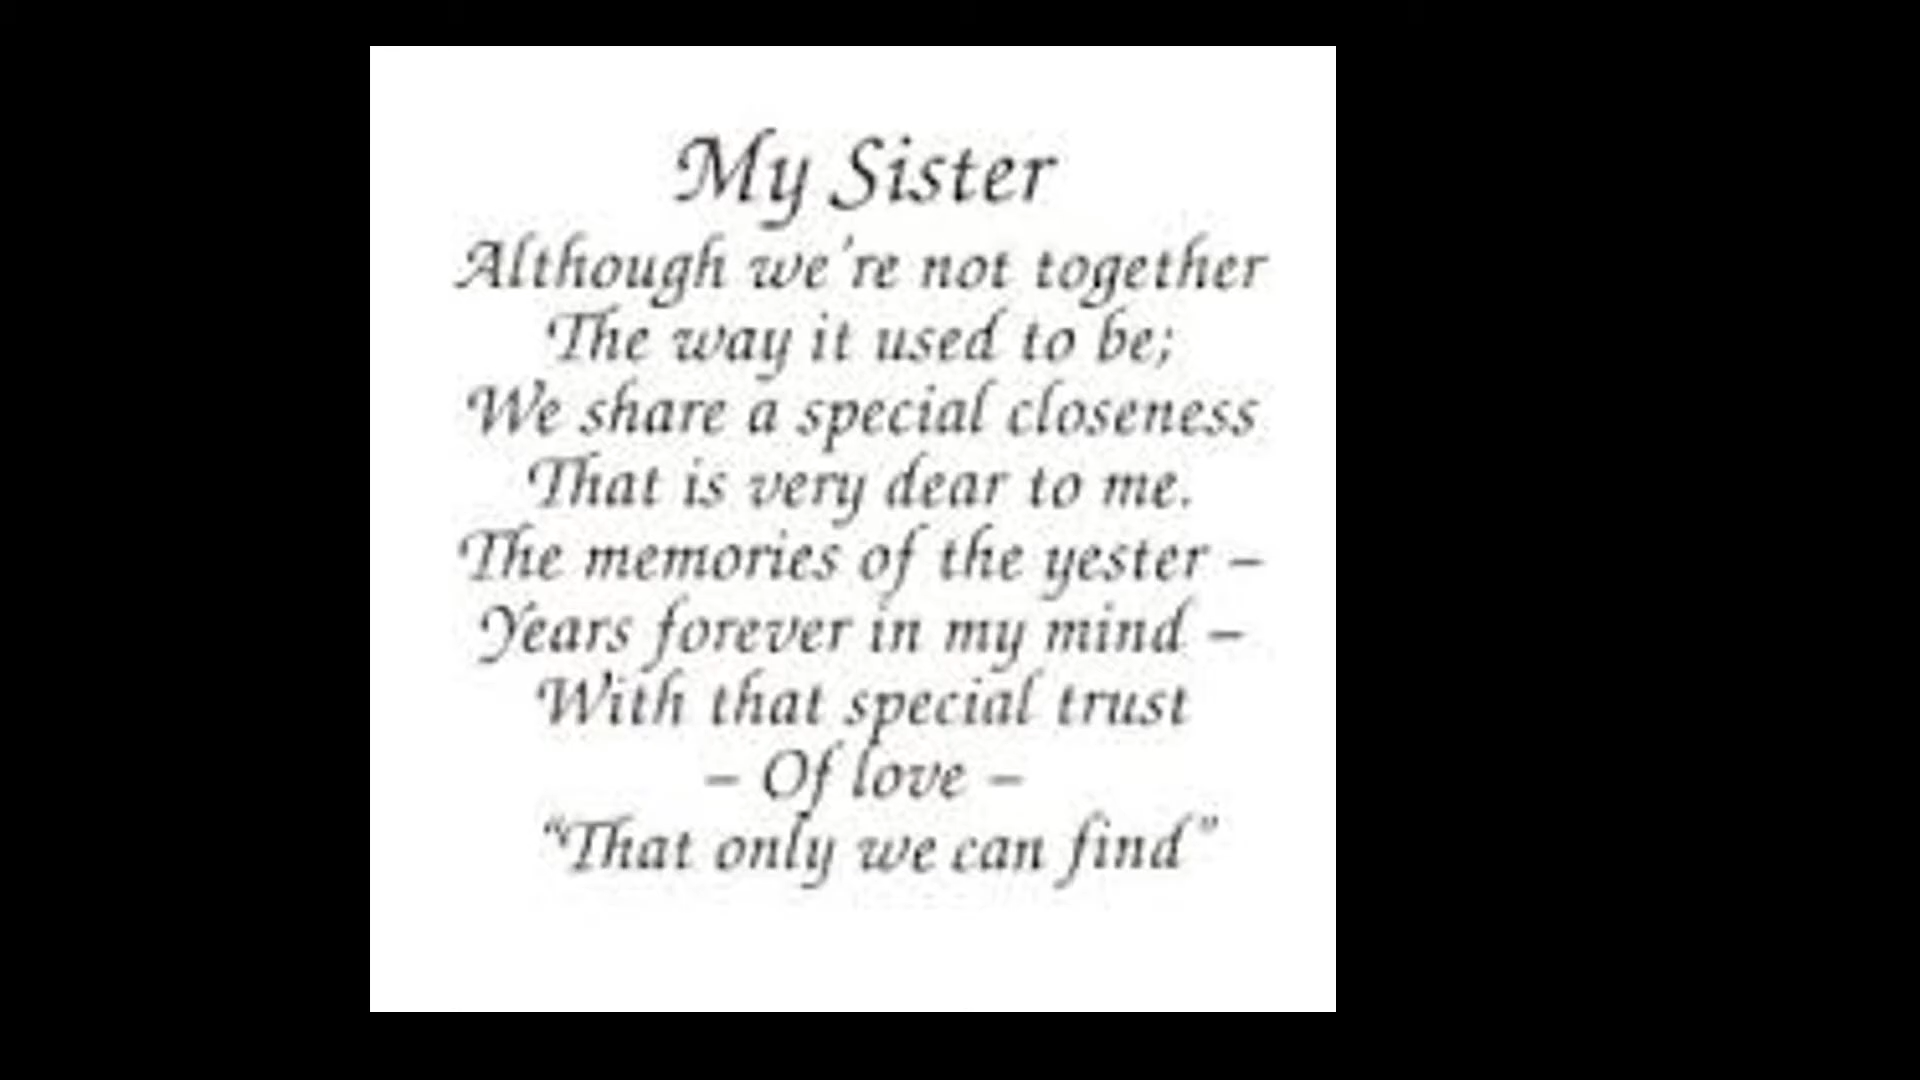 My Sister
Although we're not together
The way it used to be;
We share a special closeness
That is very dear to me.
The memories of the yester –
Years forever in my mind –
With that special trust
– Of love –
“That only we can find”